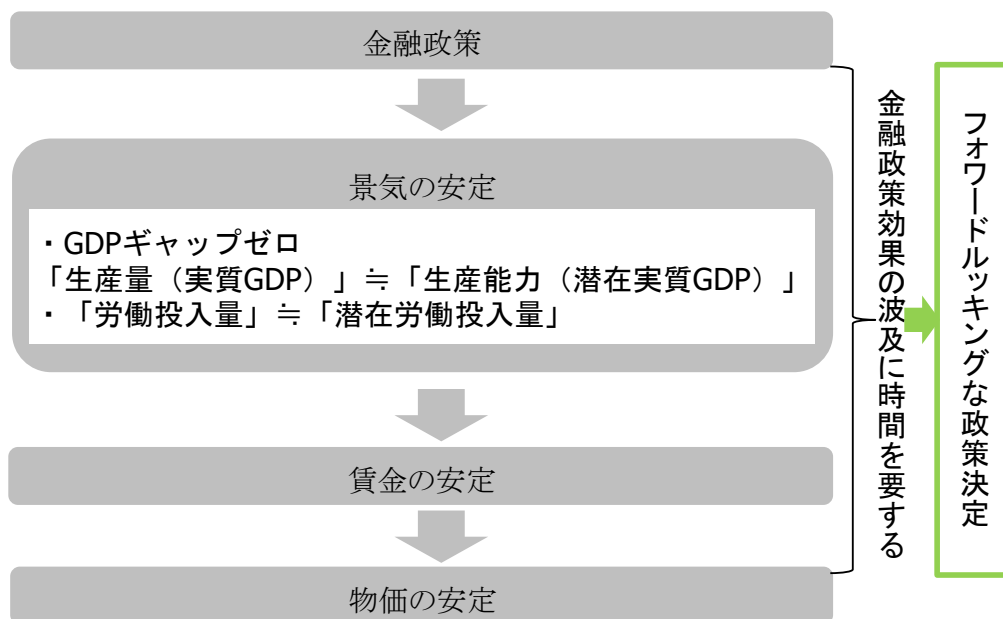 金融政策
景気の安定
・GDPギャップゼロ
「生産量（実質GDP）」≒「生産能力（潜在実質GDP）」
・「労働投入量」≒「潜在労働投入量」
賃金の安定
物価の安定
金融政策効果の波及に時間を要する
フォワードルッキングな政策決定